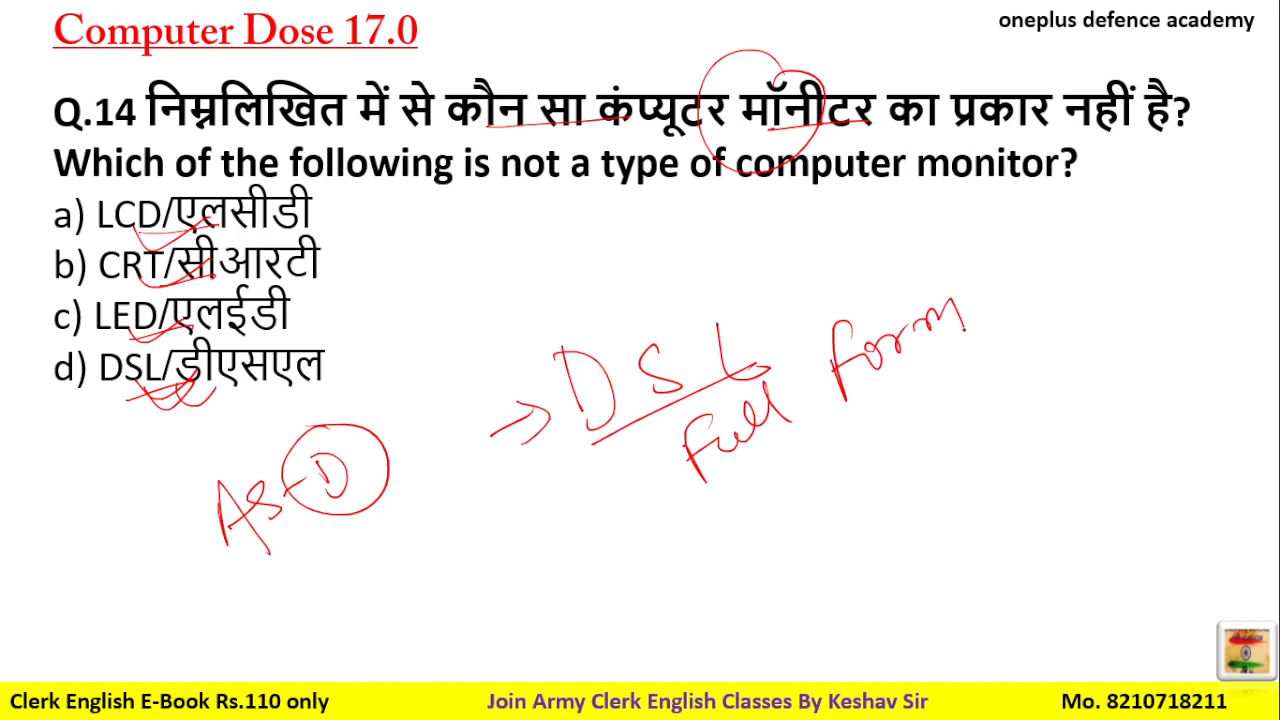 Computer Dose 17.0
oneplus defence academy
Q.14 निम्नलिखित में से कौन सा कंप्यूटर मॉनीटर का प्रकार नहीं है?
Which of the following is not a type of computer monitor?
a) LCD/एलसीडी
b) CRT/सीआरटी
c) LED/एलईडी
d) DSL/डीएसएल
→ DSL
Full form
As-D
Clerk English E-Book Rs.110 only
Join Army Clerk English Classes By Keshav Sir
Mo. 8210718211